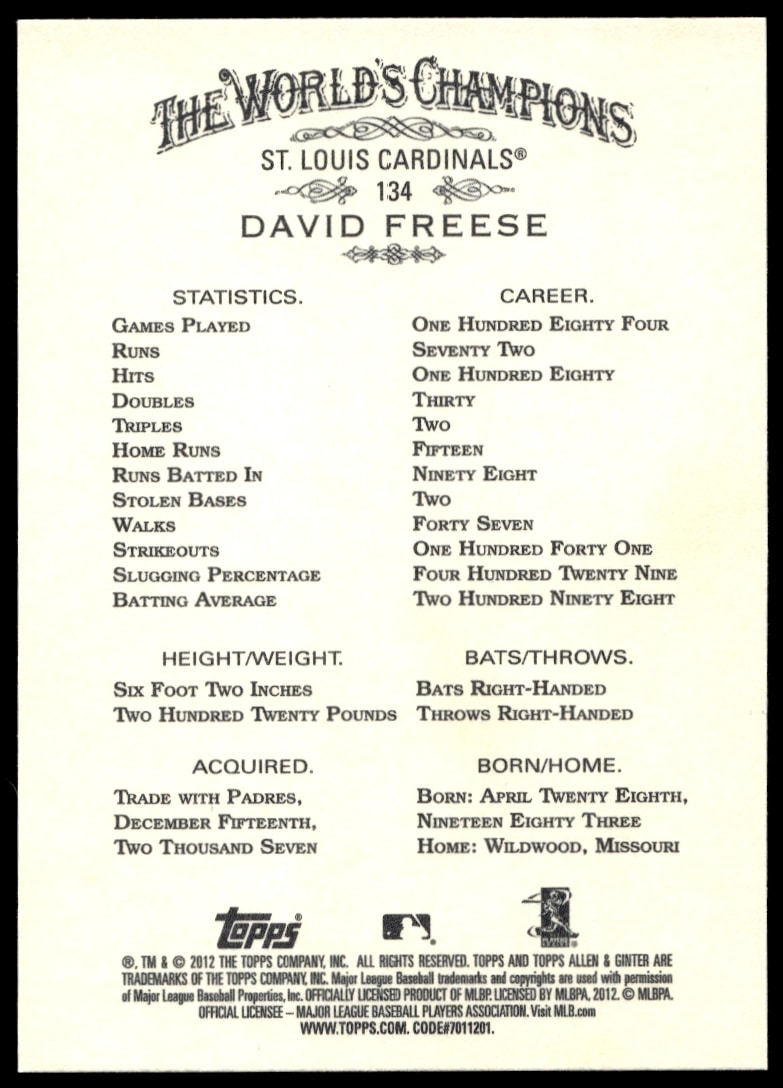 THE WORLD'S CHAMPIONS
ST. LOUIS CARDINALS®
134
DAVID FREESE
STATISTICS. CAREER.
GAMES PLAYED ONE HUNDRED EIGHTY FOUR
RUNS SEVENTY TWO
HITS ONE HUNDRED EIGHTY
DOUBLES THIRTY
TRIPLES TWO
HOME RUNS FIFTEEN
RUNS BATTED IN NINETY EIGHT
STOLEN BASES TWO
WALKS FORTY SEVEN
STRIKEOUTS ONE HUNDRED FORTY ONE
SLUGGING PERCENTAGE FOUR HUNDRED TWENTY NINE
BATTING AVERAGE TWO HUNDRED NINETY EIGHT
HEIGHT/WEIGHT. BATS/THROWS.
SIX FOOT TWO INCHES BATS RIGHT-HANDED
TWO HUNDRED TWENTY POUNDS THROWS RIGHT-HANDED
ACQUIRED. BORN/HOME.
TRADE WITH PADRES, BORN: APRIL TWENTY EIGHTH,
DECEMBER FIFTEENTH, NINETEEN EIGHTY THREE
TWO THOUSAND SEVEN HOME: WILDWOOD, MISSOURI
Topps®
®, TM & © 2012 THE TOPPS COMPANY, INC. ALL RIGHTS RESERVED. TOPPS AND TOPPS ALLEN & GINTER ARE
TRADEMARKS OF THE TOPPS COMPANY, INC. Major League Baseball trademarks and copyrights are used with permission
of Major League Baseball Properties, Inc. OFFICIALLY LICENSED PRODUCT OF MLBP. LICENSED BY MLBPA, 2012. © MLBPA.
OFFICIAL LICENSEE – MAJOR LEAGUE BASEBALL PLAYERS ASSOCIATION. Visit MLB.com
WWW.TOPPS.COM. CODE#7011201.